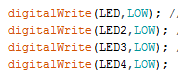 digitalWrite(LED,LOW); /
digitalWrite(LED2,LOW); /
digitalWrite(LED3,LOW); /
digitalWrite(LED4,LOW);